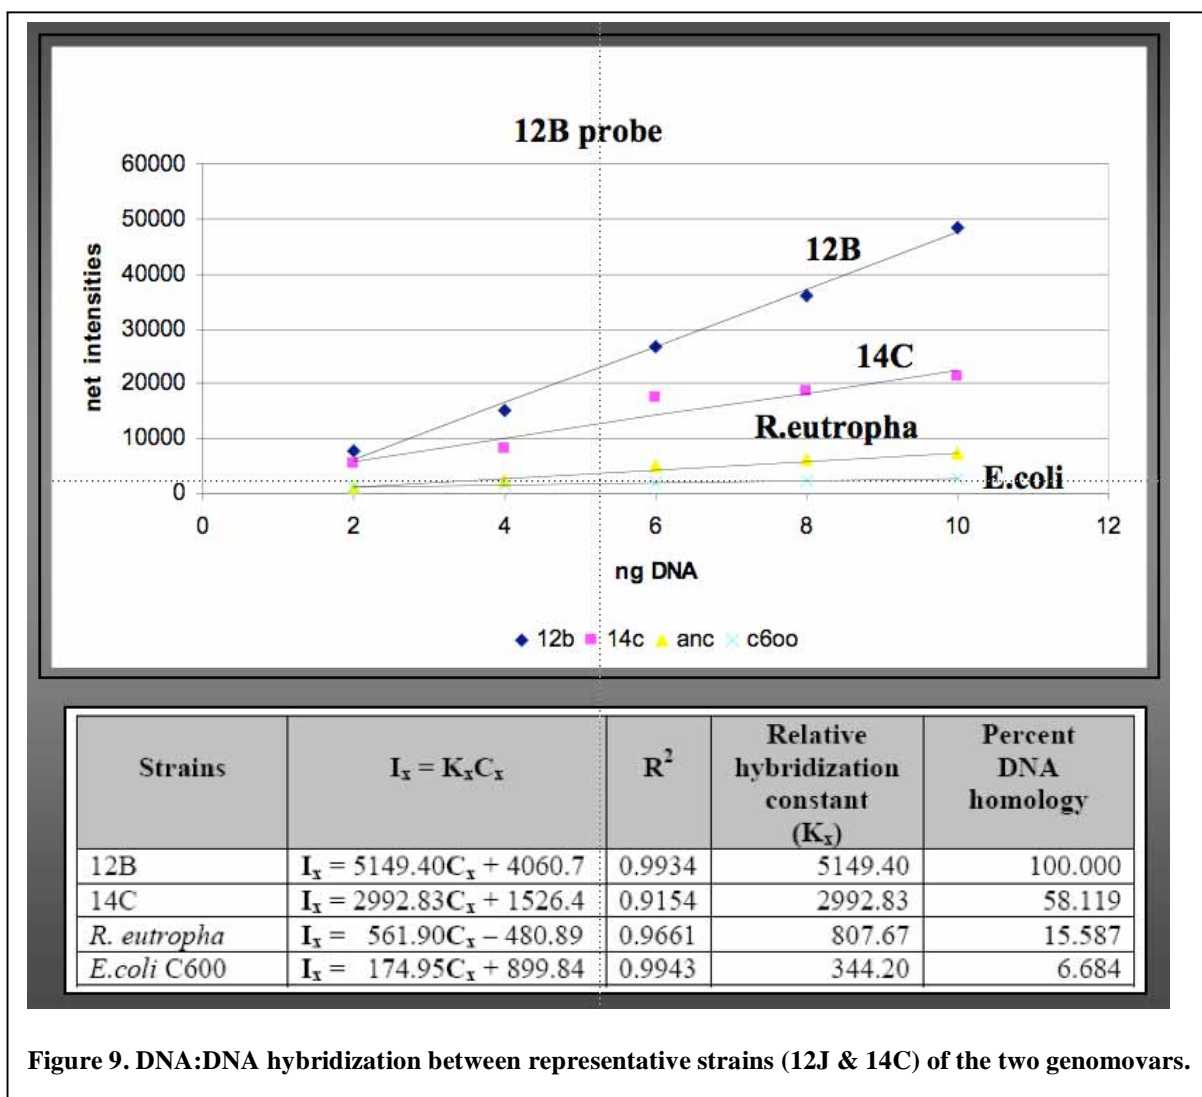 12B probe
60000
50000
40000
30000
20000
10000
0
net intensities
12B
14C
R.eutropha
E.coli
0 2 4 6 8 10 12
ng DNA
12b 14c anc c6oo
Strains Iₓ = KₓCₓ R² Relative hybridization constant (Kₓ) Percent DNA homology
12B Iₓ = 5149.40Cₓ + 4060.7 0.9934 5149.40 100.000
14C Iₓ = 2992.83Cₓ + 1526.4 0.9154 2992.83 58.119
R. eutropha Iₓ = 561.90Cₓ – 480.89 0.9661 807.67 15.587
E.coli C600 Iₓ = 174.95Cₓ + 899.84 0.9943 344.20 6.684
Figure 9. DNA:DNA hybridization between representative strains (12J & 14C) of the two genomovars.